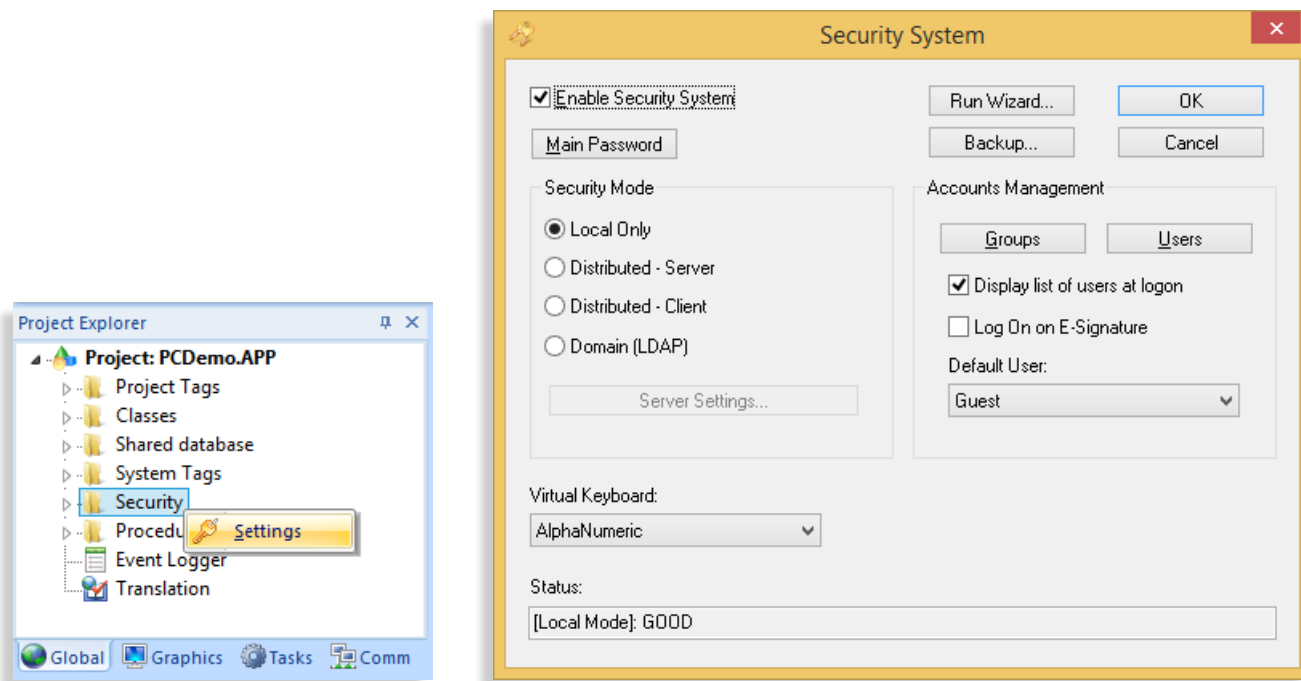 Project Explorer
Project: PCDemo.APP
Project Tags
Classes
Shared database
System Tags
Security
Settings
Procedu
Event Logger
Translation
Global Graphics Tasks Comm
Security System
Enable Security System
Run Wizard...
OK
Main Password
Backup...
Cancel
Security Mode
Local Only
Distributed - Server
Distributed - Client
Domain (LDAP)
Server Settings...
Accounts Management
Groups
Users
Display list of users at logon
Log On on E-Signature
Default User:
Guest
Virtual Keyboard:
AlphaNumeric
Status:
[Local Mode]: GOOD